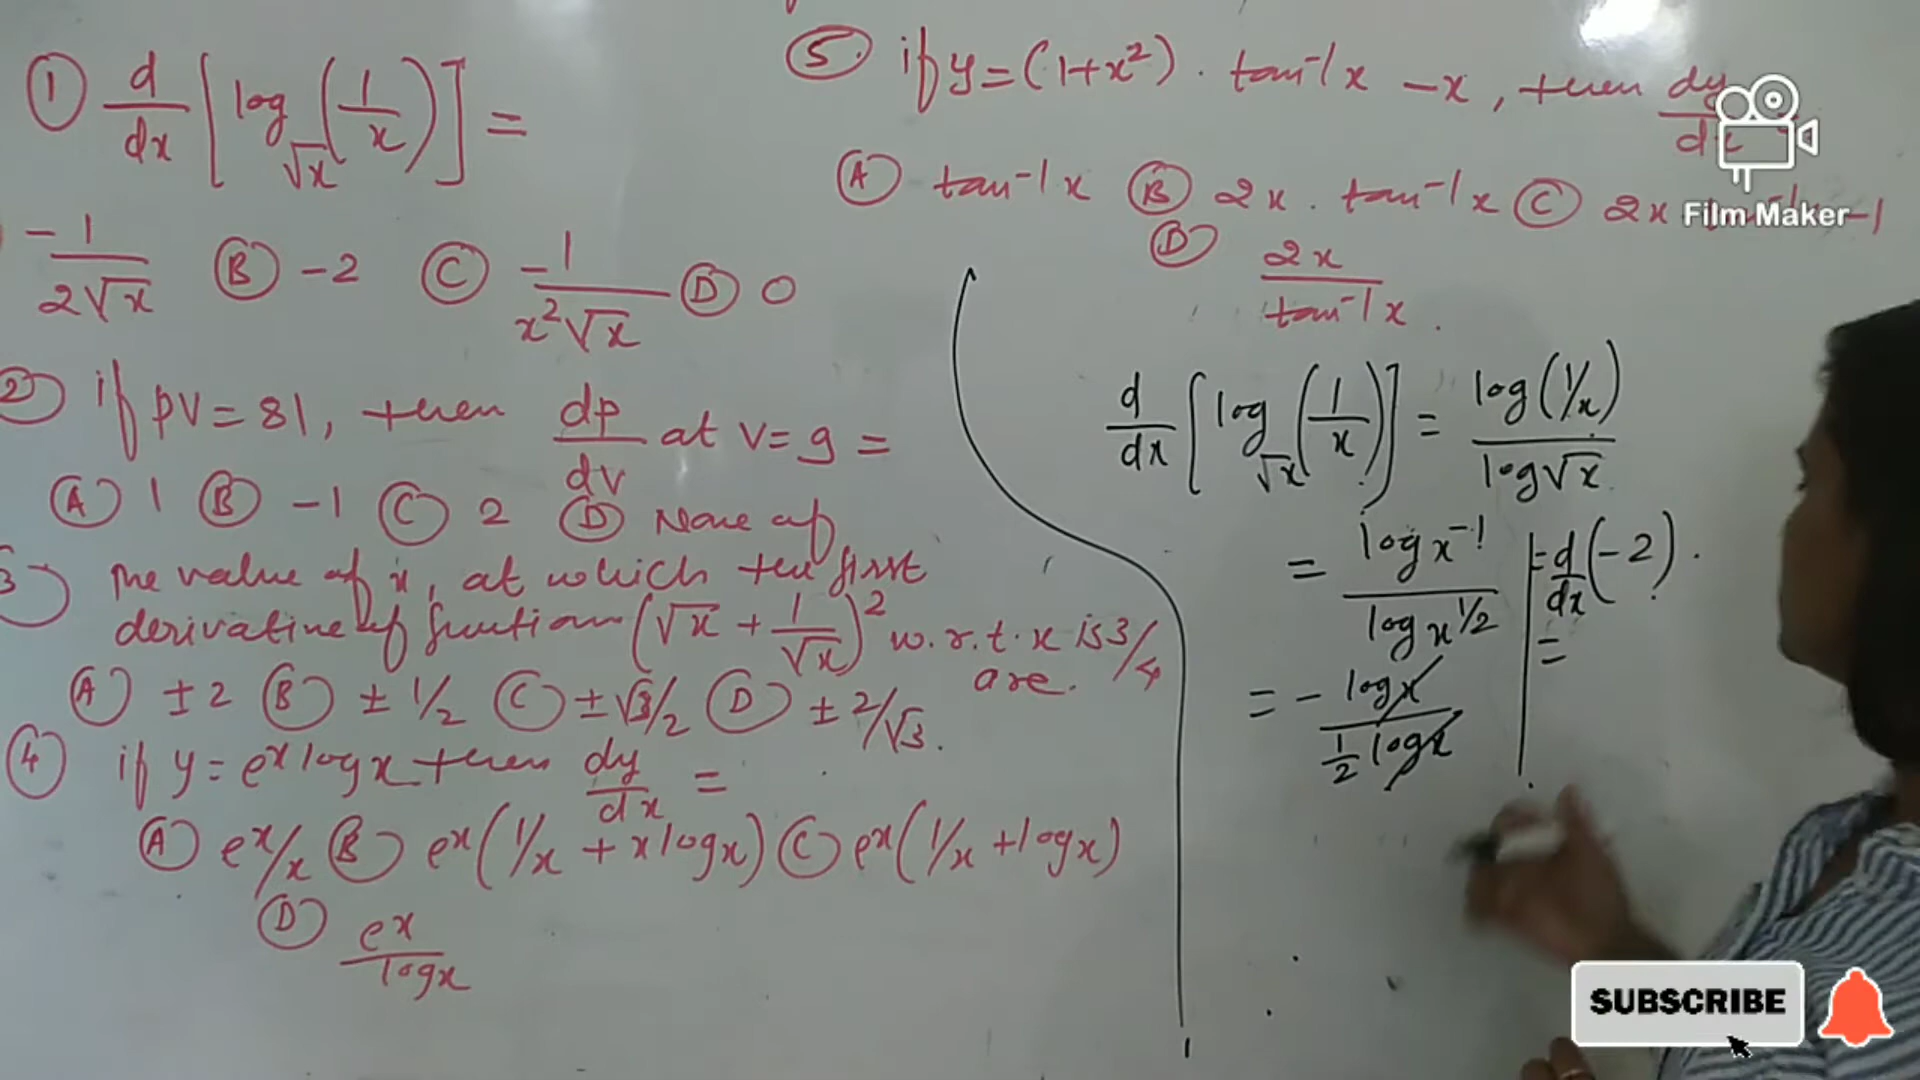 ① d/dx [log_√x (1/x)] =
-1/2√x Ⓑ -2 Ⓒ -1/x²√x Ⓓ 0
② if pv = 81, then dp/dv at v = 9 =
Ⓐ 1 Ⓑ -1 Ⓒ 2 Ⓓ None of
3 The value of x, at which the first
derivative of function (√x + 1/√x)² w.r.t. x is 3/4
are.
Ⓐ ±2 Ⓑ ±1/2 Ⓒ ±√3/2 Ⓓ ±2/√3.
④ if y = e^x log x then dy/dx =
Ⓐ e^x/x Ⓑ e^x (1/x + x log x) Ⓒ e^x (1/x + log x)
Ⓓ e^x/log x
⑤ if y = (1+x²). tan⁻¹x - x, then dy/dx
Ⓐ tan⁻¹x Ⓑ 2x . tan⁻¹x Ⓒ 2x -1
Ⓓ 2x/tan⁻¹x.
d/dx [log_√x (1/x)] = log(1/x)/log√x
= log x⁻¹/log x^1/2
= - log x/½ log x
= d/dx (-2).
=
Film Maker
SUBSCRIBE